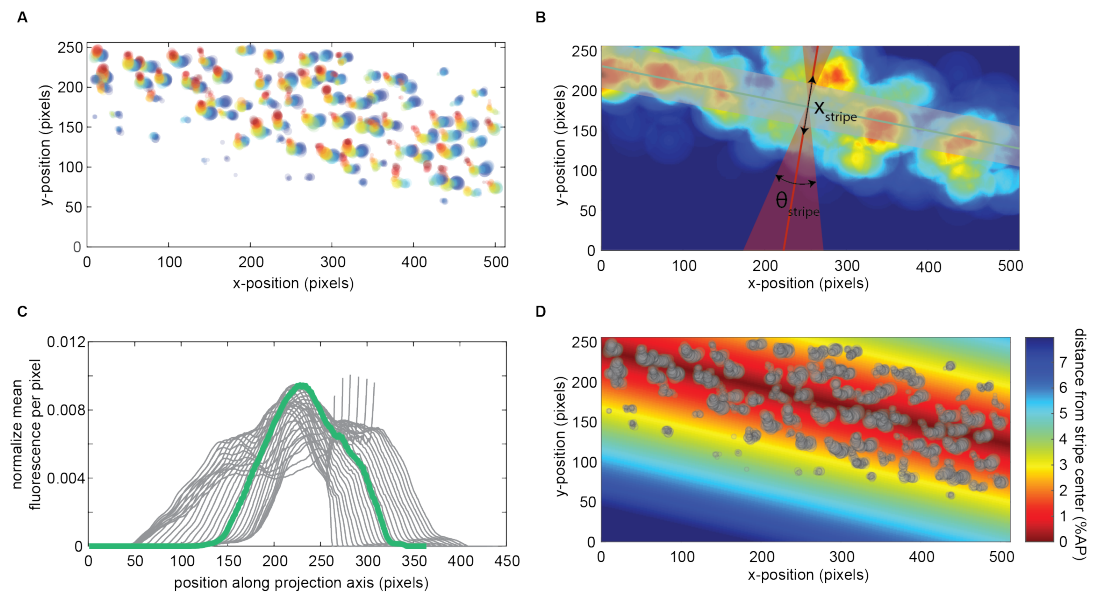 A
250
200
150
100
50
0
y-position (pixels)
0 100 200 300 400 500
x-position (pixels)
B
250
200
150
100
50
0
y-position (pixels)
xstripe
θstripe
0 100 200 300 400 500
x-position (pixels)
C
0.012
0.008
0.004
0
normalize mean
fluorescence per pixel
0 50 100 150 200 250 300 350 400 450
position along projection axis (pixels)
D
250
200
150
100
50
0
y-position (pixels)
0 100 200 300 400 500
x-position (pixels)
7
6
5
4
3
2
1
0
distance from stripe center (%AP)